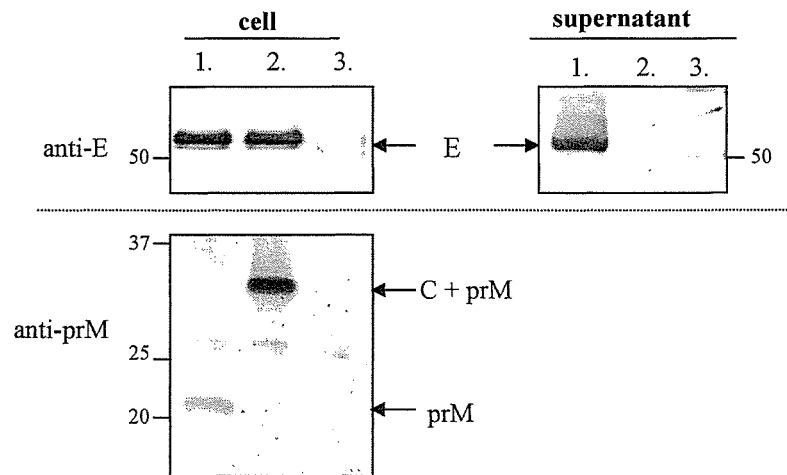 cell
supernatant
1. 2. 3.
1. 2. 3.
anti-E
50
E
50
37
C + prM
anti-prM
25
20
prM